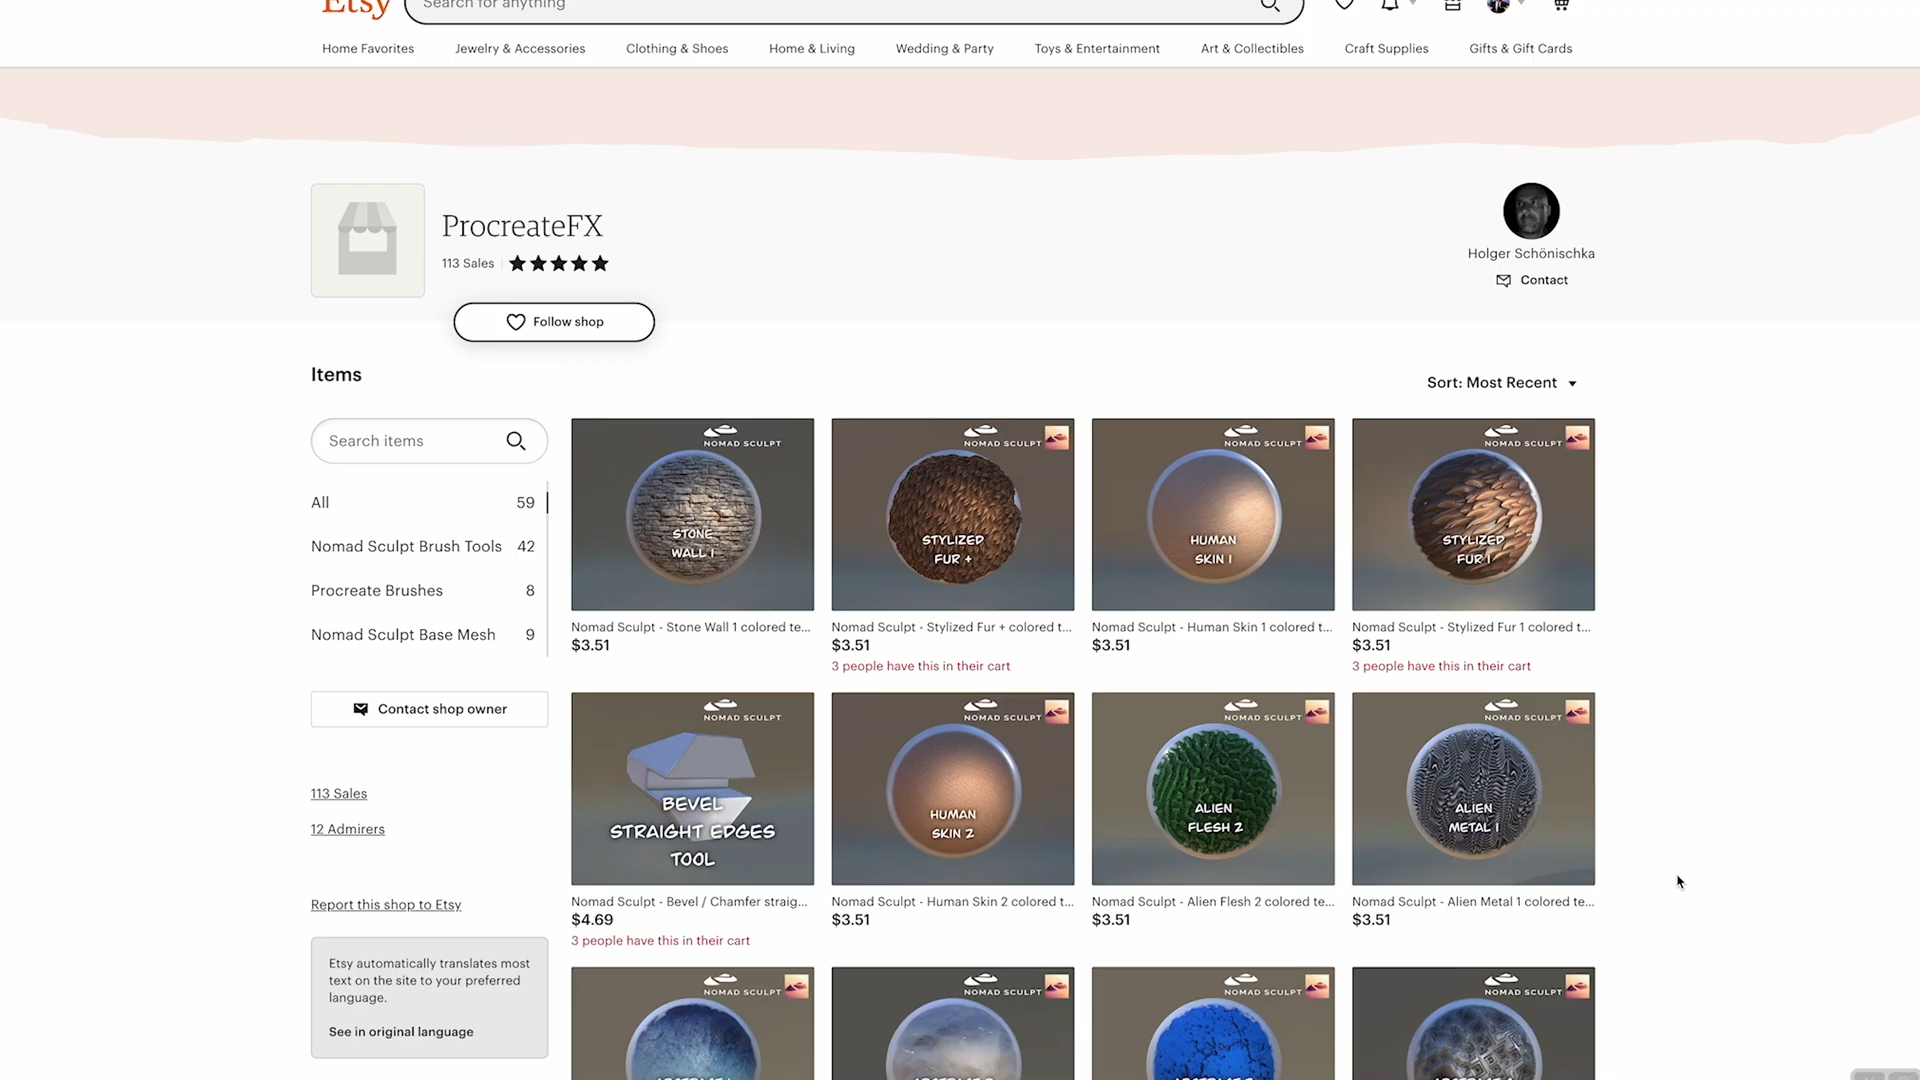 Etsy
Search for anything
Home Favorites
Jewelry & Accessories
Clothing & Shoes
Home & Living
Wedding & Party
Toys & Entertainment
Art & Collectibles
Craft Supplies
Gifts & Gift Cards
ProcreateFX
113 Sales
Follow shop
Holger Schönischka
Contact
Items
Sort: Most Recent
Search items
All 59
Nomad Sculpt Brush Tools 42
Procreate Brushes 8
Nomad Sculpt Base Mesh 9
Contact shop owner
113 Sales
12 Admirers
Report this shop to Etsy
Etsy automatically translates most
text on the site to your preferred
language.
See in original language
NOMAD SCULPT
STONE
WALL 1
Nomad Sculpt - Stone Wall 1 colored te...
$3.51
NOMAD SCULPT
STYLIZED
FUR +
Nomad Sculpt - Stylized Fur + colored t...
$3.51
3 people have this in their cart
NOMAD SCULPT
HUMAN
SKIN 1
Nomad Sculpt - Human Skin 1 colored t...
$3.51
NOMAD SCULPT
STYLIZED
FUR 1
Nomad Sculpt - Stylized Fur 1 colored t...
$3.51
3 people have this in their cart
NOMAD SCULPT
BEVEL
STRAIGHT EDGES
TOOL
Nomad Sculpt - Bevel / Chamfer straig...
$4.69
3 people have this in their cart
NOMAD SCULPT
HUMAN
SKIN 2
Nomad Sculpt - Human Skin 2 colored t...
$3.51
NOMAD SCULPT
ALIEN
FLESH 2
Nomad Sculpt - Alien Flesh 2 colored te...
$3.51
NOMAD SCULPT
ALIEN
METAL 1
Nomad Sculpt - Alien Metal 1 colored te...
$3.51
NOMAD SCULPT
NOMAD SCULPT
NOMAD SCULPT
NOMAD SCULPT